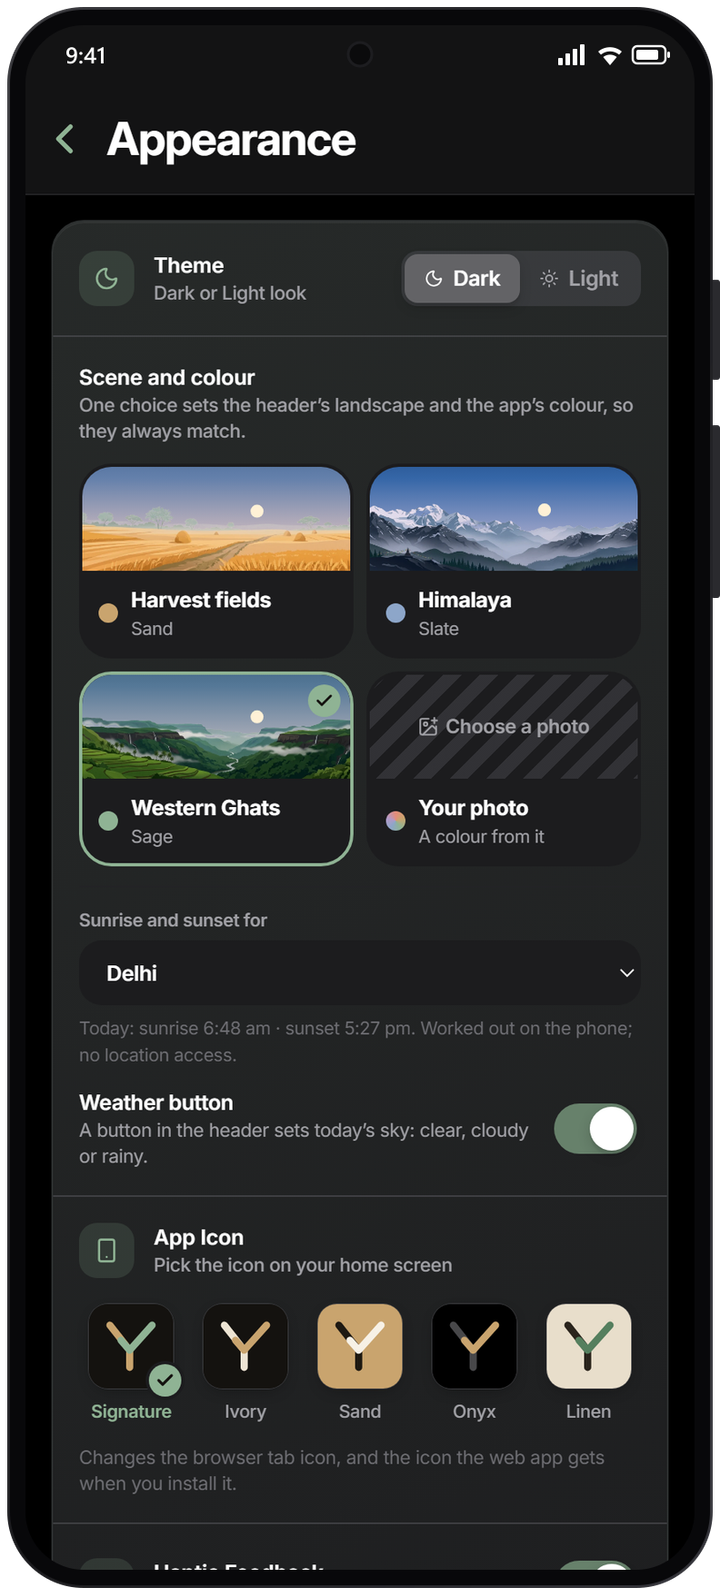 9:41
Appearance
Theme
Dark or Light look
Dark
Light
Scene and colour
One choice sets the header’s landscape and the app’s colour, so
they always match.
Harvest fields
Sand
Himalaya
Slate
Western Ghats
Sage
Choose a photo
Your photo
A colour from it
Sunrise and sunset for
Delhi
Today: sunrise 6:48 am · sunset 5:27 pm. Worked out on the phone;
no location access.
Weather button
A button in the header sets today’s sky: clear, cloudy
or rainy.
App Icon
Pick the icon on your home screen
Signature
Ivory
Sand
Onyx
Linen
Changes the browser tab icon, and the icon the web app gets
when you install it.
Haptic Feedback